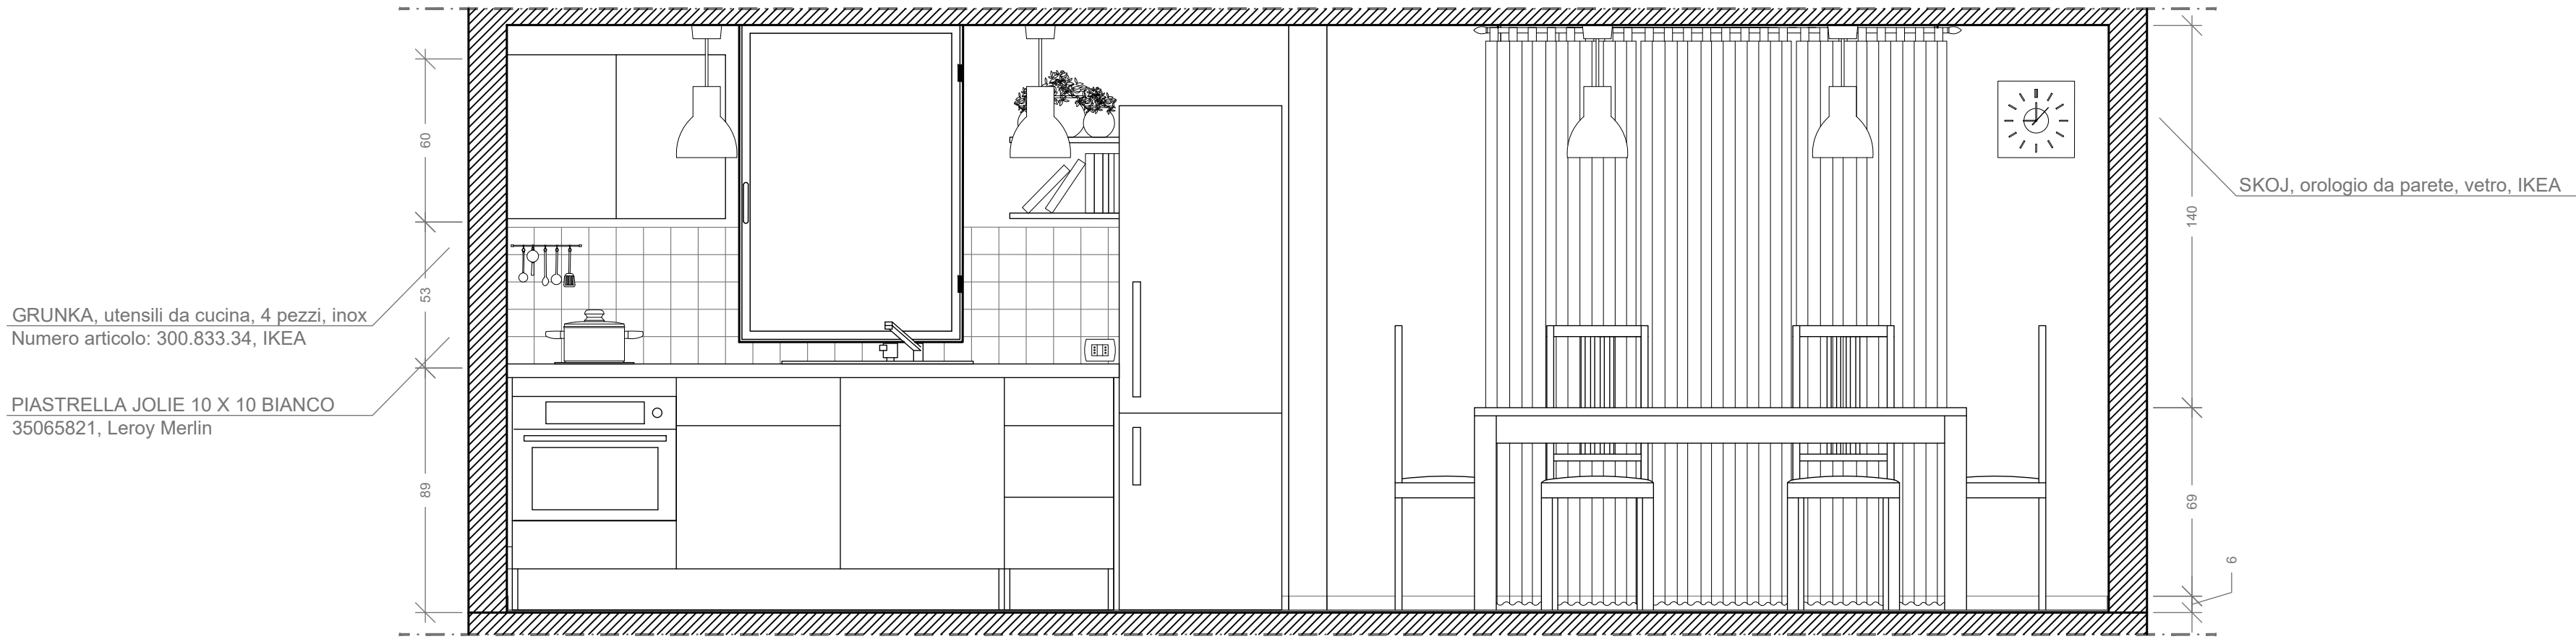 60
53
89
GRUNKA, utensili da cucina, 4 pezzi, inox
Numero articolo: 300.833.34, IKEA
PIASTRELLA JOLIE 10 X 10 BIANCO
35065821, Leroy Merlin
SKOJ, orologio da parete, vetro, IKEA
140
69
6